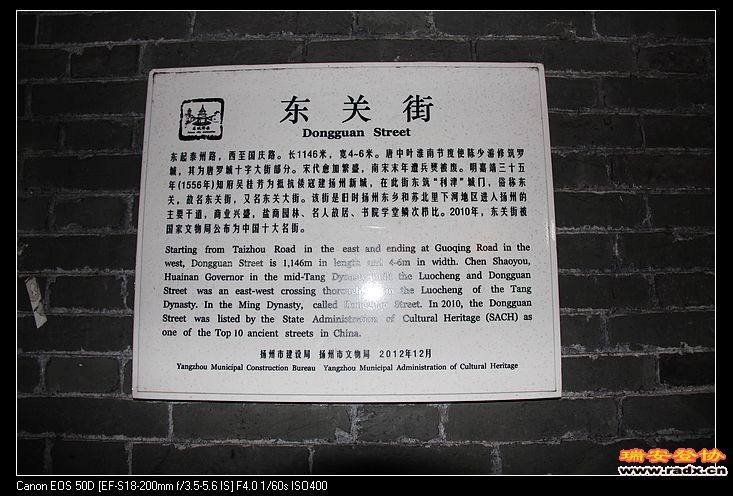 东关街
Dongguan Street
东起泰州路，西至国庆路。长1146米，宽4-6米。唐中叶淮南节度使陈少游修筑罗
城，其为唐罗城十字大街部分。宋代愈加繁盛，南宋末年遭兵燹被废。明嘉靖三十五
年(1556年)知府吴桂芳为抵抗倭寇建扬州新城，在此街东筑“利津”城门，俗称东
关，故名东关街，又名东关大街。该街是旧时扬州东乡和苏北里下河地区进入扬州的
主要干道，商业兴盛，盐商园林、名人故居、书院学堂鳞次栉比。2010年，东关街被
国家文物局公布为中国十大名街。
Starting from Taizhou Road in the east and ending at Guoqing Road in the
west, Dongguan Street is 1,146m in length and 4-6m in width. Chen Shaoyou,
Huainan Governor in the mid-Tang Dynasty, built the Luocheng and Dongguan
Street was an east-west crossing in the Luocheng of the Tang
Dynasty. In the Ming Dynasty, called Dongguan Street. In 2010, the Dongguan
Street was listed by the State Administration of Cultural Heritage (SACH) as
one of the Top 10 ancient streets in China.
扬州市建设局 扬州市文物局 2012年12月
Yangzhou Municipal Construction Bureau Yangzhou Municipal Administration of Cultural Heritage
瑞安登协
www.radx.cn
Canon EOS 50D [EF-S18-200mm f/3.5-5.6 IS] F4.0 1/60s ISO400